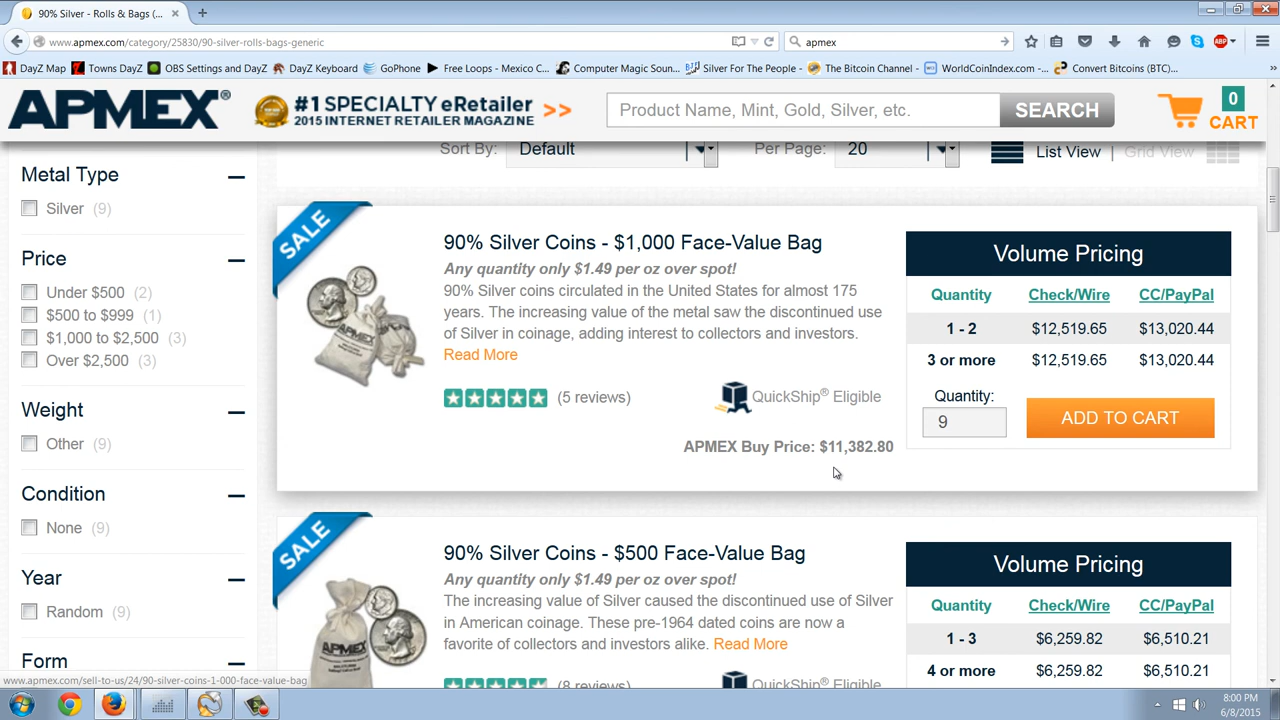 90% Silver - Rolls & Bags (...
www.apmex.com/category/25830/90-silver-rolls-bags-generic
apmex
ABP
DayZ Map
Towns DayZ
OBS Settings and DayZ
DayZ Keyboard
GoPhone
Free Loops - Mexico C...
Computer Magic Soun...
Silver For The People - ...
The Bitcoin Channel - ...
WorldCoinIndex.com -...
Convert Bitcoins (BTC)...
APMEX®
#1 SPECIALTY eRetailer
2015 INTERNET RETAILER MAGAZINE
>>
Product Name, Mint, Gold, Silver, etc.
SEARCH
0
CART
Sort By:
Default
Per Page:
20
List View | Grid View
Metal Type
Silver (9)
Price
Under $500 (2)
$500 to $999 (1)
$1,000 to $2,500 (3)
Over $2,500 (3)
Weight
Other (9)
Condition
None (9)
Year
Random (9)
Form
SALE
APMEX
90% Silver Coins - $1,000 Face-Value Bag
Any quantity only $1.49 per oz over spot!
90% Silver coins circulated in the United States for almost 175
years. The increasing value of the metal saw the discontinued use
of Silver in coinage, adding interest to collectors and investors.
Read More
(5 reviews)
QuickShip® Eligible
APMEX Buy Price: $11,382.80
Volume Pricing
Quantity Check/Wire CC/PayPal
1 - 2 $12,519.65 $13,020.44
3 or more $12,519.65 $13,020.44
Quantity:
9
ADD TO CART
SALE
APMEX
90% Silver Coins - $500 Face-Value Bag
Any quantity only $1.49 per oz over spot!
The increasing value of Silver caused the discontinued use of Silver
in American coinage. These pre-1964 dated coins are now a
favorite of collectors and investors alike. Read More
(8 reviews)
QuickShip® Eligible
Volume Pricing
Quantity Check/Wire CC/PayPal
1 - 3 $6,259.82 $6,510.21
4 or more $6,259.82 $6,510.21
www.apmex.com/sell-to-us/24/90-silver-coins-1-000-face-value-bag
8:00 PM
6/8/2015